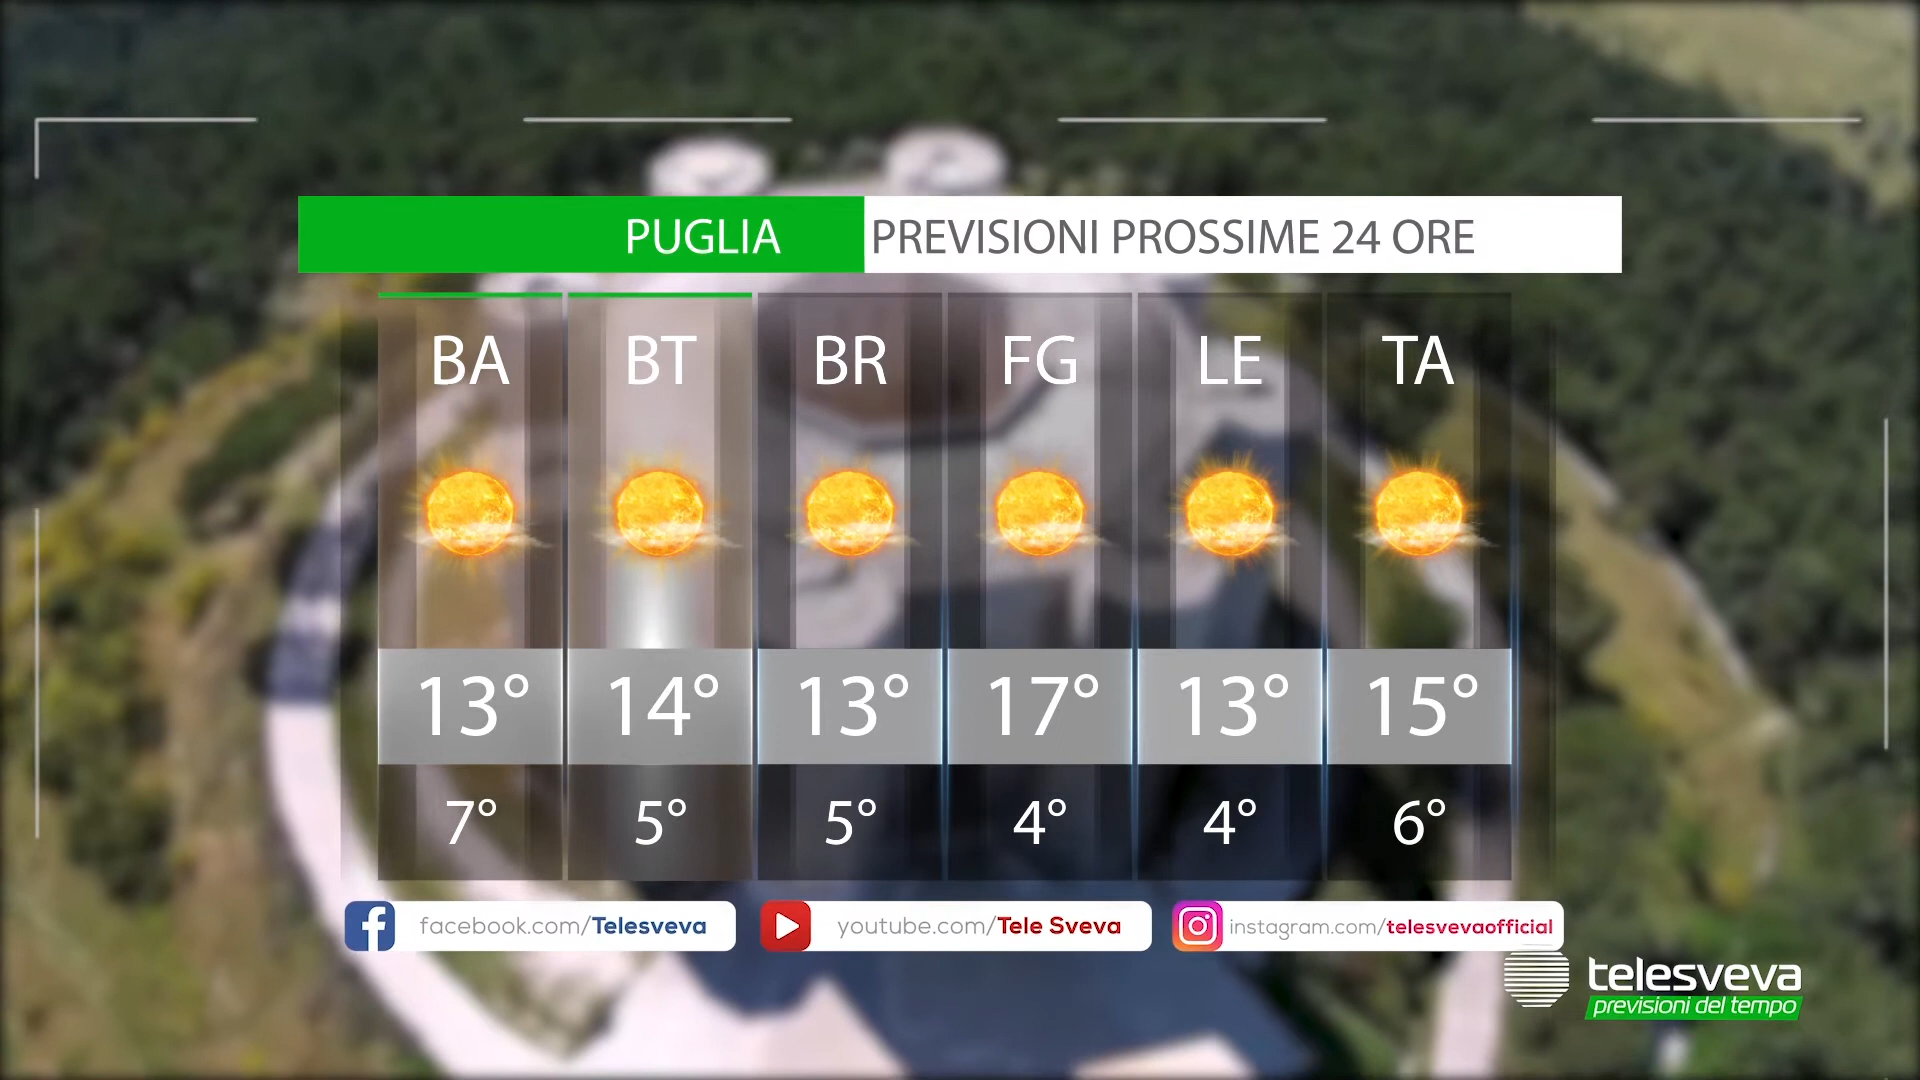 PUGLIA PREVISIONI PROSSIME 24 ORE
BA BT BR FG LE TA
13° 14° 13° 17° 13° 15°
7° 5° 5° 4° 4° 6°
facebook.com/Telesveva youtube.com/Tele Sveva instagram.com/telesvevaofficial
telesveva
previsioni del tempo